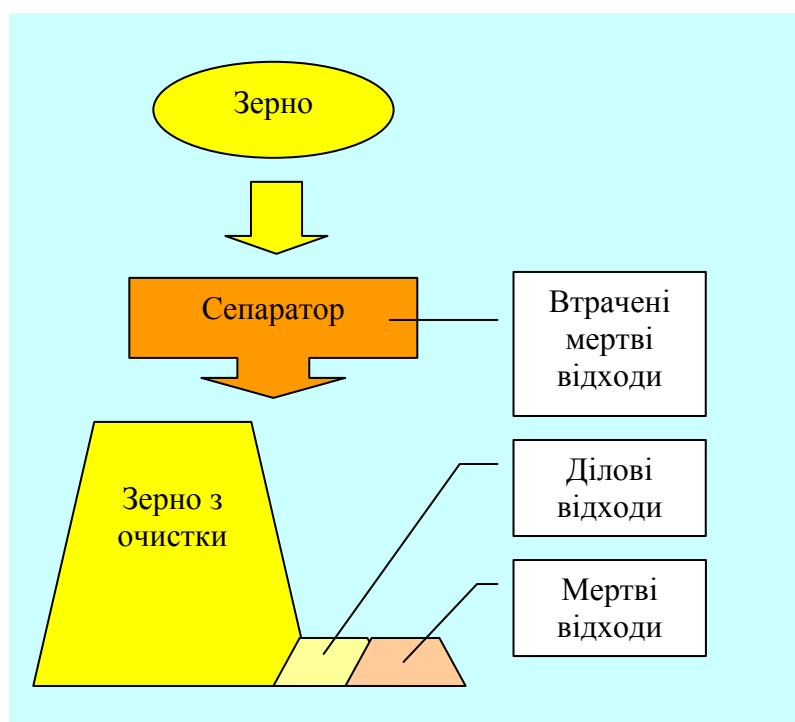 Зерно
Сепаратор
Втрачені
мертві
відходи
Ділові
відходи
Зерно з
очистки
Мертві
відходи